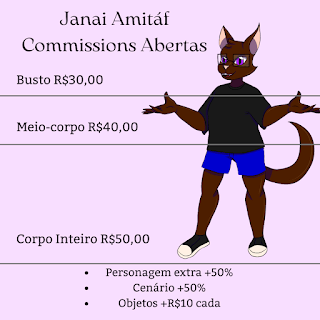 Janai Amitáf
Commissions Abertas
Busto R$30,00
Meio-corpo R$40,00
Corpo Inteiro R$50,00
• Personagem extra +50%
• Cenário +50%
• Objetos +R$10 cada